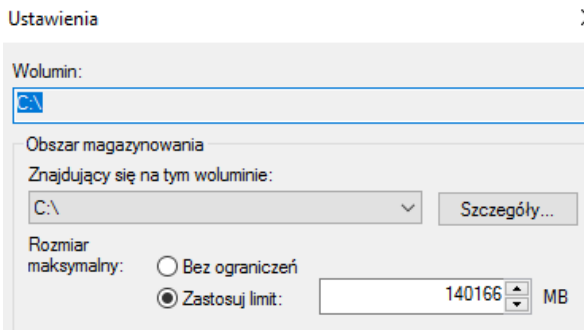 Ustawienia
Wolumin:
C:\
Obszar magazynowania
Znajdujący się na tym woluminie:
C:\
Szczegóły...
Rozmiar
maksymalny:
Bez ograniczeń
Zastosuj limit:
140166
MB